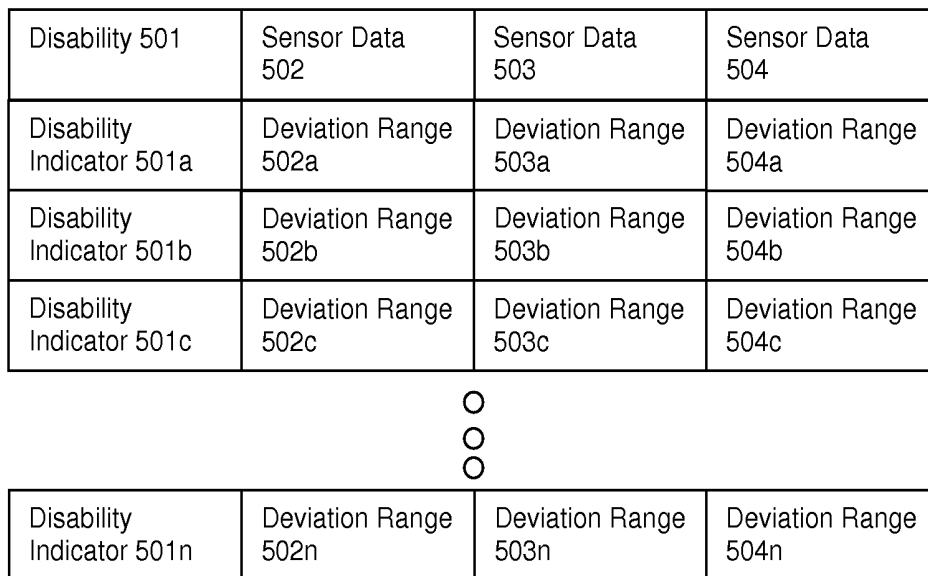 Disability 501
Sensor Data
502
Sensor Data
503
Sensor Data
504
Disability
Indicator 501a
Deviation Range
502a
Deviation Range
503a
Deviation Range
504a
Disability
Indicator 501b
Deviation Range
502b
Deviation Range
503b
Deviation Range
504b
Disability
Indicator 501c
Deviation Range
502c
Deviation Range
503c
Deviation Range
504c
Disability
Indicator 501n
Deviation Range
502n
Deviation Range
503n
Deviation Range
504n